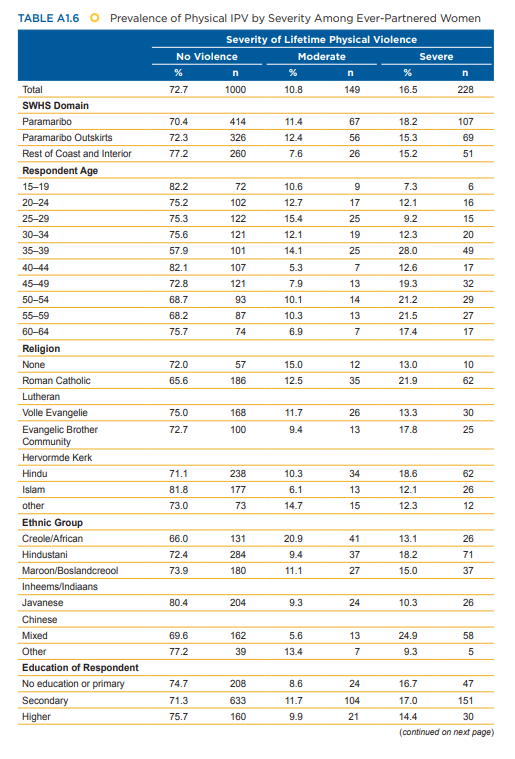 TABLE A1.6 Prevalence of Physical IPV by Severity Among Ever-Partnered Women
Severity of Lifetime Physical Violence
No Violence Moderate Severe
% n % n % n
Total 72.7 1000 10.8 149 16.5 228
SWHS Domain
Paramaribo 70.4 414 11.4 67 18.2 107
Paramaribo Outskirts 72.3 326 12.4 56 15.3 69
Rest of Coast and Interior 77.2 260 7.6 26 15.2 51
Respondent Age
15–19 82.2 72 10.6 9 7.3 6
20–24 75.2 102 12.7 17 12.1 16
25–29 75.3 122 15.4 25 9.2 15
30–34 75.6 121 12.1 19 12.3 20
35–39 57.9 101 14.1 25 28.0 49
40–44 82.1 107 5.3 7 12.6 17
45–49 72.8 121 7.9 13 19.3 32
50–54 68.7 93 10.1 14 21.2 29
55–59 68.2 87 10.3 13 21.5 27
60–64 75.7 74 6.9 7 17.4 17
Religion
None 72.0 57 15.0 12 13.0 10
Roman Catholic 65.6 186 12.5 35 21.9 62
Lutheran
Volle Evangelie 75.0 168 11.7 26 13.3 30
Evangelic Brother 72.7 100 9.4 13 17.8 25
Community
Hervormde Kerk
Hindu 71.1 238 10.3 34 18.6 62
Islam 81.8 177 6.1 13 12.1 26
other 73.0 73 14.7 15 12.3 12
Ethnic Group
Creole/African 66.0 131 20.9 41 13.1 26
Hindustani 72.4 284 9.4 37 18.2 71
Maroon/Boslandcreool 73.9 180 11.1 27 15.0 37
Inheems/Indiaans
Javanese 80.4 204 9.3 24 10.3 26
Chinese
Mixed 69.6 162 5.6 13 24.9 58
Other 77.2 39 13.4 7 9.3 5
Education of Respondent
No education or primary 74.7 208 8.6 24 16.7 47
Secondary 71.3 633 11.7 104 17.0 151
Higher 75.7 160 9.9 21 14.4 30
(continued on next page)